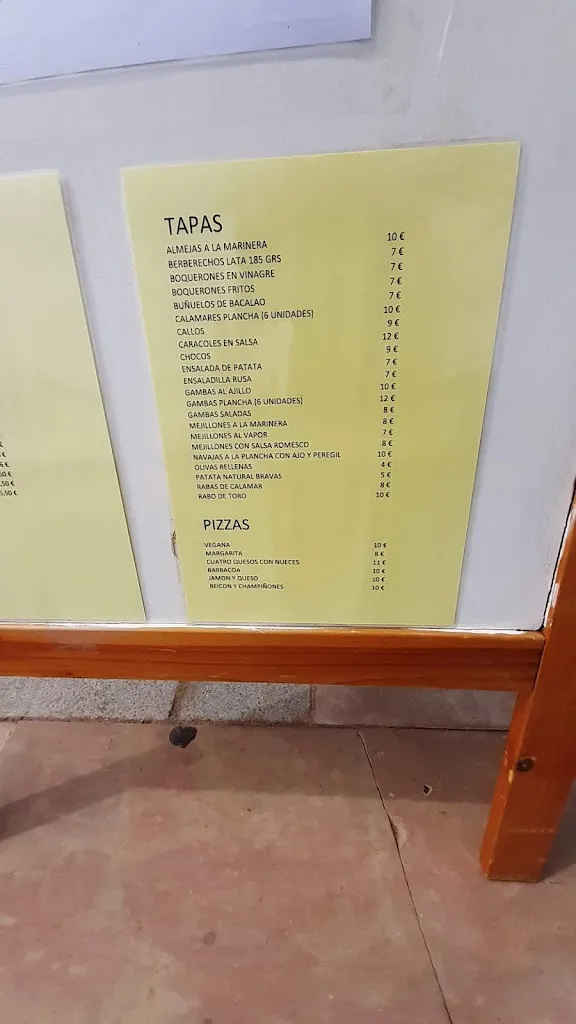 TAPAS
ALMEJAS A LA MARINERA 10 €
BERBERECHOS LATA 185 GRS 7 €
BOQUERONES EN VINAGRE 7 €
BOQUERONES FRITOS 7 €
BUÑUELOS DE BACALAO 7 €
CALAMARES PLANCHA (6 UNIDADES) 10 €
CALLOS 9 €
CARACOLES EN SALSA 12 €
CHOCOS 9 €
ENSALADA DE PATATA 7 €
ENSALADILLA RUSA 7 €
GAMBAS AL AJILLO 10 €
GAMBAS PLANCHA (6 UNIDADES) 12 €
GAMBAS SALADAS 8 €
MEJILLONES A LA MARINERA 8 €
MEJILLONES AL VAPOR 7 €
MEJILLONES CON SALSA ROMESCO 8 €
NAVAJAS A LA PLANCHA CON AJO Y PEREGIL 10 €
OLIVAS RELLENAS 4 €
PATATA NATURAL BRAVAS 5 €
RABAS DE CALAMAR 8 €
RABO DE TORO 10 €
PIZZAS
VEGANA 10 €
MARGARITA 8 €
CUATRO QUESOS CON NUECES 11 €
BARBACOA 10 €
JAMON Y QUESO 10 €
BEICON Y CHAMPIÑONES 10 €